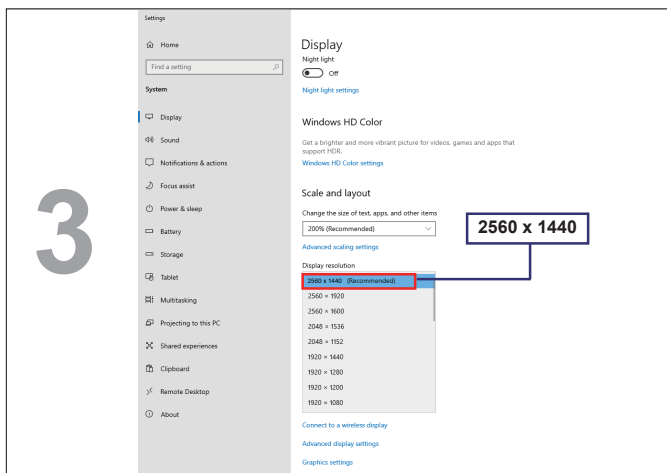 3
Settings
Home
Find a setting
System
Display
Sound
Notifications & actions
Focus assist
Power & sleep
Battery
Storage
Tablet
Multitasking
Projecting to this PC
Shared experiences
Clipboard
Remote Desktop
About
Display
Night light
Off
Night light settings
Windows HD Color
Get a brighter and more vibrant picture for videos, games and apps that
support HDR.
Windows HD Color settings
Scale and layout
Change the size of text, apps, and other items
200% (Recommended)
Advanced scaling settings
Display resolution
2560 x 1440 (Recommended)
2560 × 1920
2560 × 1600
2048 × 1536
2048 × 1152
1920 × 1440
1920 × 1280
1920 × 1200
1920 × 1080
Connect to a wireless display
Advanced display settings
Graphics settings
2560 x 1440